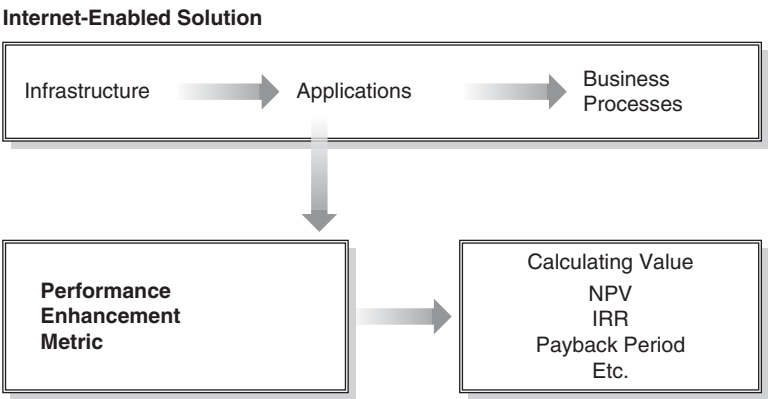 Internet-Enabled Solution
Infrastructure
Applications
Business
Processes
Performance
Enhancement
Metric
Calculating Value
NPV
IRR
Payback Period
Etc.